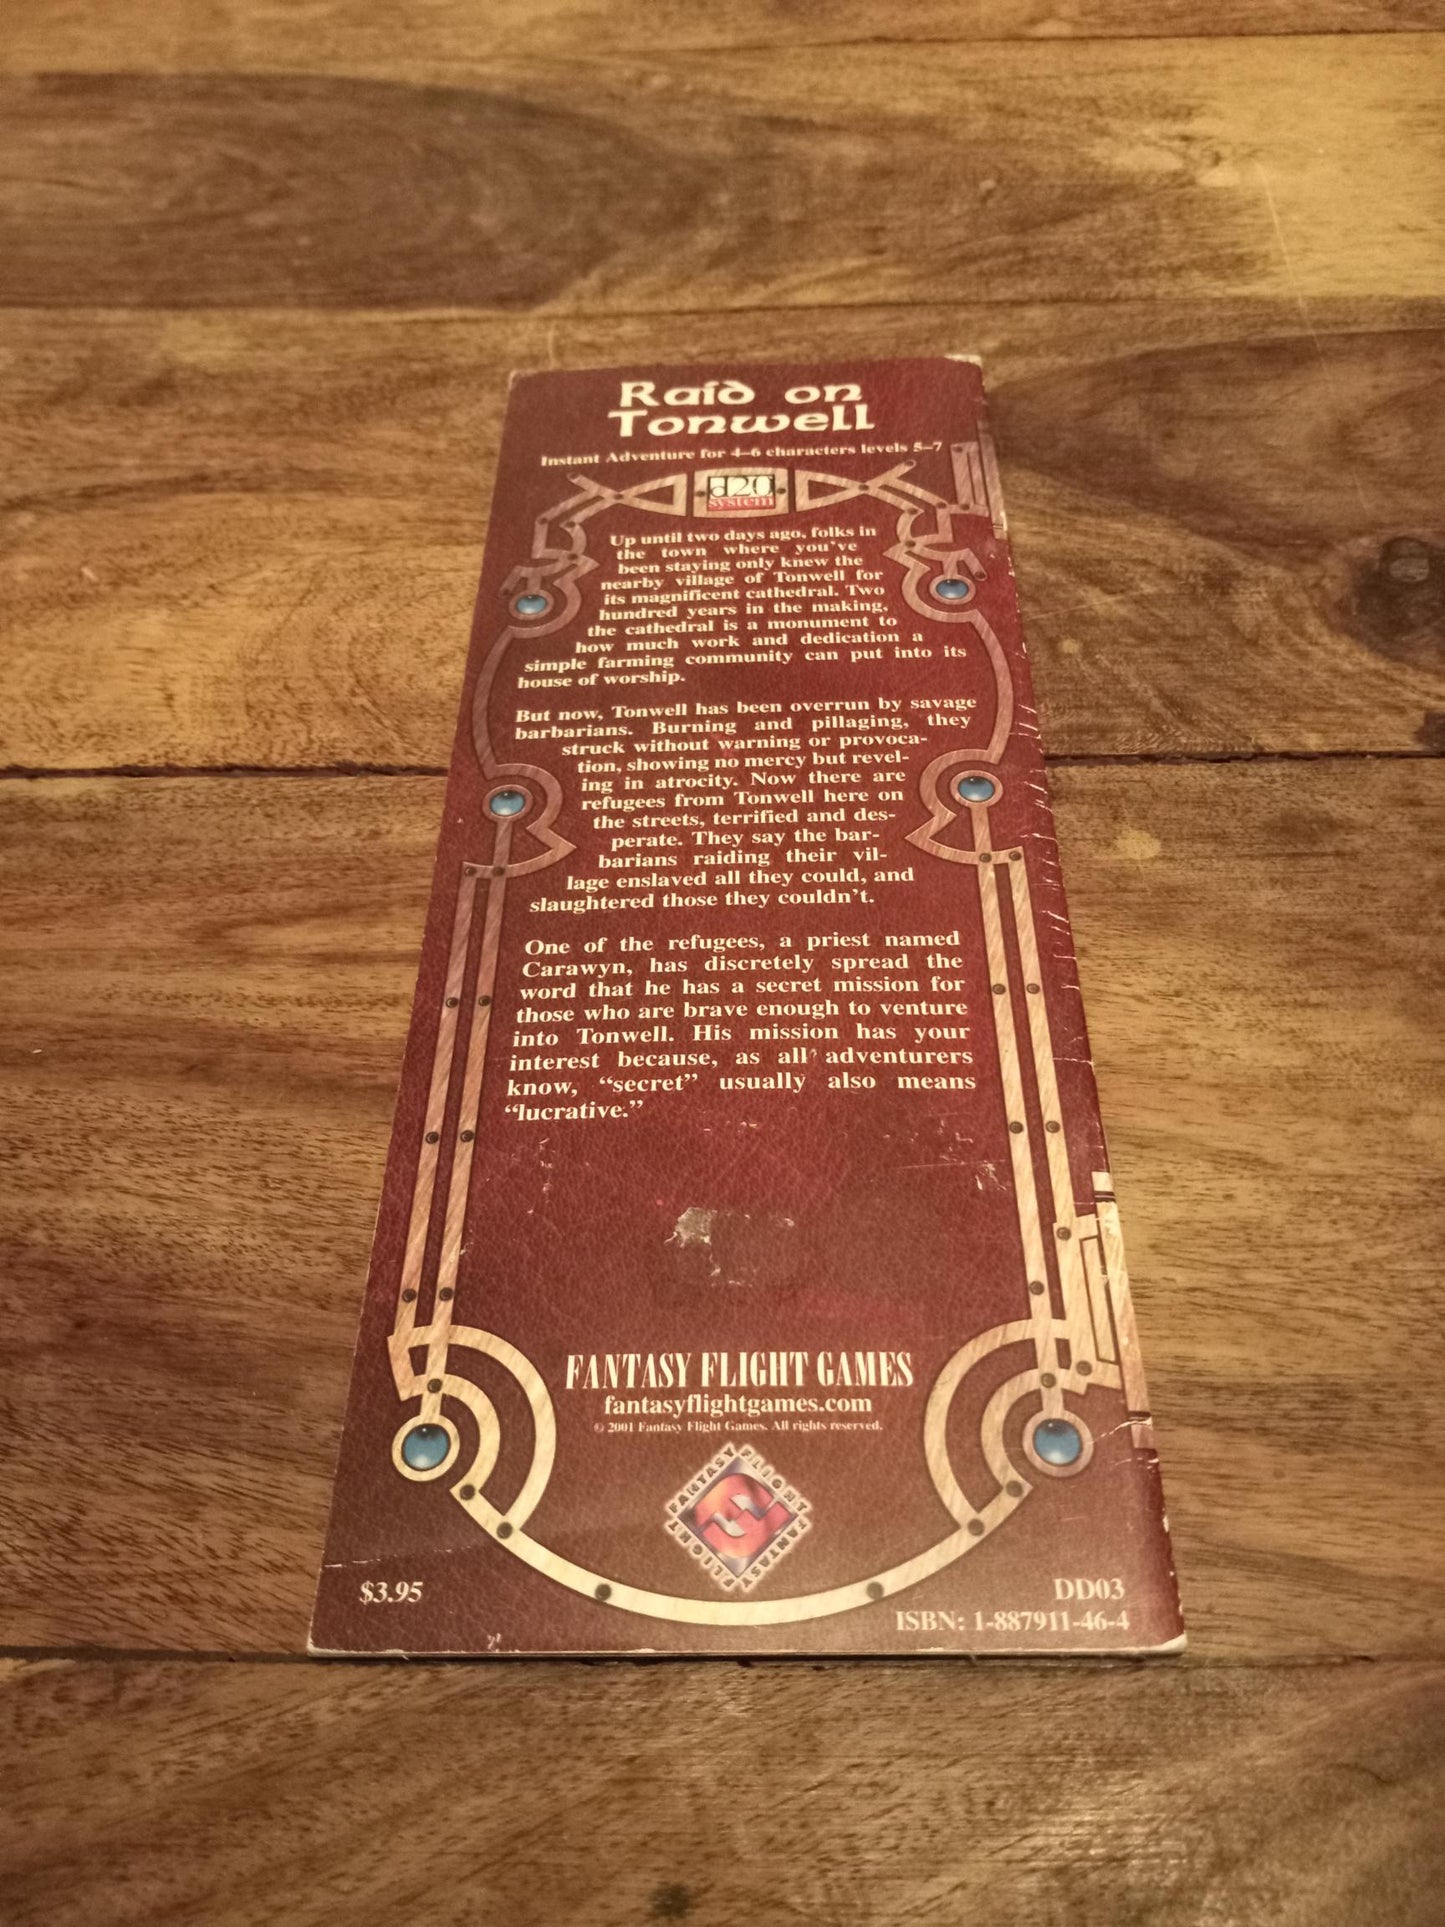 Raid on
Tonwell
Instant Adventure for 4–6 characters levels 5–7
d20
system
Up until two days ago, folks in
the town where you've
been staying only knew the
nearby village of Tonwell for
its magnificent cathedral. Two
hundred years in the making,
the cathedral is a monument to
how much work and dedication a
simple farming community can put into its
house of worship.
But now, Tonwell has been overrun by savage
barbarians. Burning and pillaging, they
struck without warning or provoca-
tion, showing no mercy but revel-
ing in atrocity. Now there are
refugees from Tonwell here on
the streets, terrified and des-
perate. They say the bar-
barians raiding their vil-
lage enslaved all they could, and
slaughtered those they couldn't.
One of the refugees, a priest named
Carawyn, has discretely spread the
word that he has a secret mission for
those who are brave enough to venture
into Tonwell. His mission has your
interest because, as all adventurers
know, “secret” usually also means
“lucrative.”
FANTASY FLIGHT GAMES
fantasyflightgames.com
© 2001 Fantasy Flight Games. All rights reserved.
FANTASY FLIGHT FANTASY FLIGHT
$3.95
DD03
ISBN: 1-887911-46-4